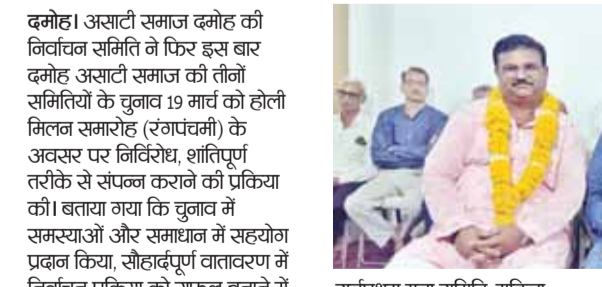 दमोह। असाटी समाज दमोह की
निर्वाचन समिति ने फिर इस बार
दमोह असाटी समाज की तीनों
समितियों के चुनाव 19 मार्च को होली
मिलन समारोह (रंगपंचमी) के
अवसर पर निर्विरोध, शांतिपूर्ण
तरीके से संपन्न कराने की प्रक्रिया
की। बताया गया कि चुनाव में
समस्याओं और समाधान में सहयोग
प्रदान किया, सौहार्दपूर्ण वातावरण में